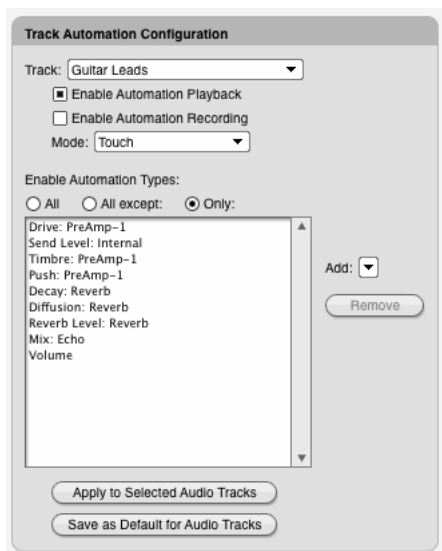 Track Automation Configuration
Track: Guitar Leads
Enable Automation Playback
Enable Automation Recording
Mode: Touch
Enable Automation Types:
All All except: Only:
Drive: PreAmp-1
Send Level: Internal
Timbre: PreAmp-1
Push: PreAmp-1
Decay: Reverb
Diffusion: Reverb
Reverb Level: Reverb
Mix: Echo
Volume
Add:
Remove
Apply to Selected Audio Tracks
Save as Default for Audio Tracks